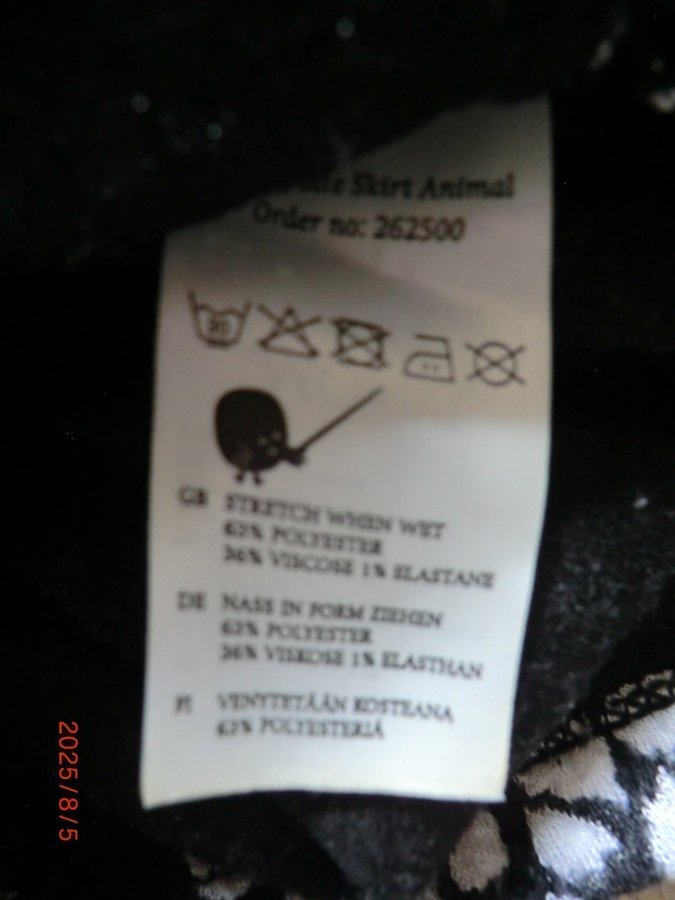 Skirt Animal
Order no: 262500
30
GB STRETCH WHEN WET
63% POLYESTER
36% VISCOSE 1% ELASTANE
DE NASS IN FORM ZIEHEN
63% POLYESTER
36% VISKOSE 1% ELASTHAN
FI VENYTETÄÄN KOSTEANA
63% POLYESTERIÄ
2025/8/5